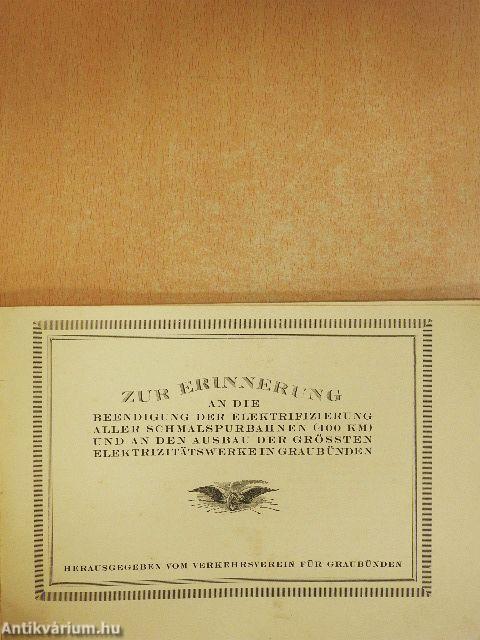 ZUR ERINNERUNG
AN DIE
BEENDIGUNG DER ELEKTRIFIZIERUNG
ALLER SCHMALSPURBAHNEN (400 KM)
UND AN DEN AUSBAU DER GRÖSSTEN
ELEKTRIZITÄTSWERKE IN GRAUBÜNDEN
HERAUSGEGEBEN VOM VERKEHRSVEREIN FÜR GRAUBÜNDEN
Antikvárium.hu